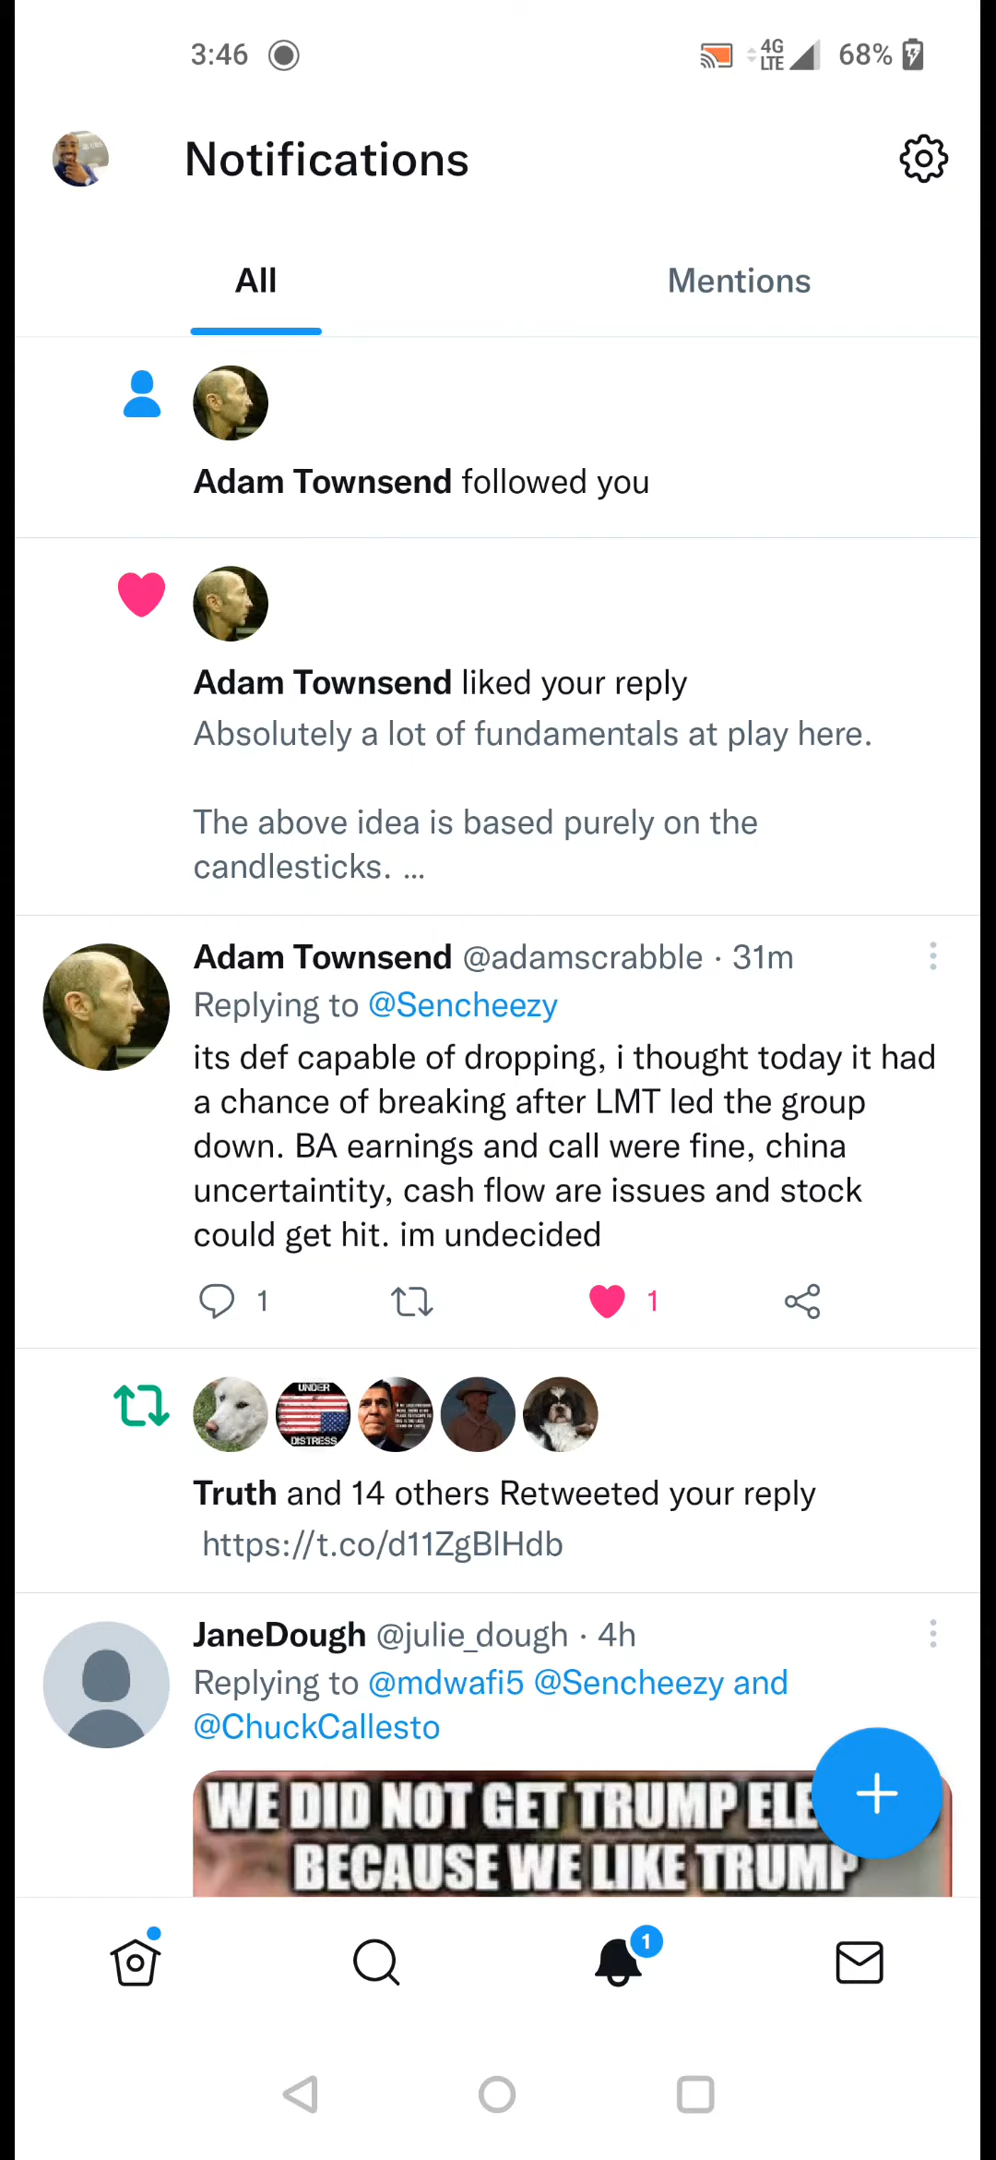 3:46 4G LTE 68%
Notifications
All Mentions
Adam Townsend followed you
Adam Townsend liked your reply
Absolutely a lot of fundamentals at play here.
The above idea is based purely on the
candlesticks. ...
Adam Townsend @adamscrabble · 31m
Replying to @Sencheezy
its def capable of dropping, i thought today it had
a chance of breaking after LMT led the group
down. BA earnings and call were fine, china
uncertaintity, cash flow are issues and stock
could get hit. im undecided
1 1
UNDER
DISTRESS
Truth and 14 others Retweeted your reply
https://t.co/d11ZgBlHdb
JaneDough @julie_dough · 4h
Replying to @mdwafi5 @Sencheezy and
@ChuckCallesto
WE DID NOT GET TRUMP ELE
BECAUSE WE LIKE TRUMP
1